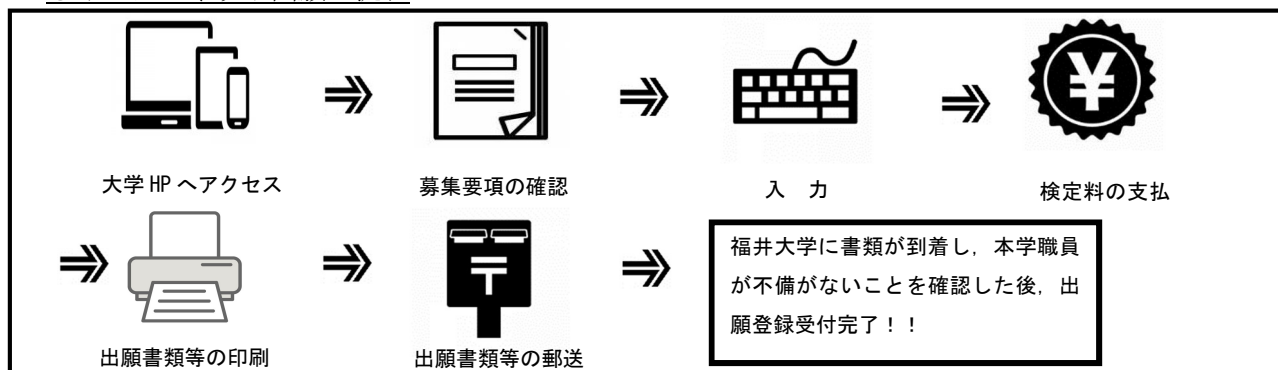 大学 HP へアクセス
募集要項の確認
入 力
検定料の支払
出願書類等の印刷
出願書類等の郵送
福井大学に書類が到着し，本学職員
が不備がないことを確認した後，出
願登録受付完了！！